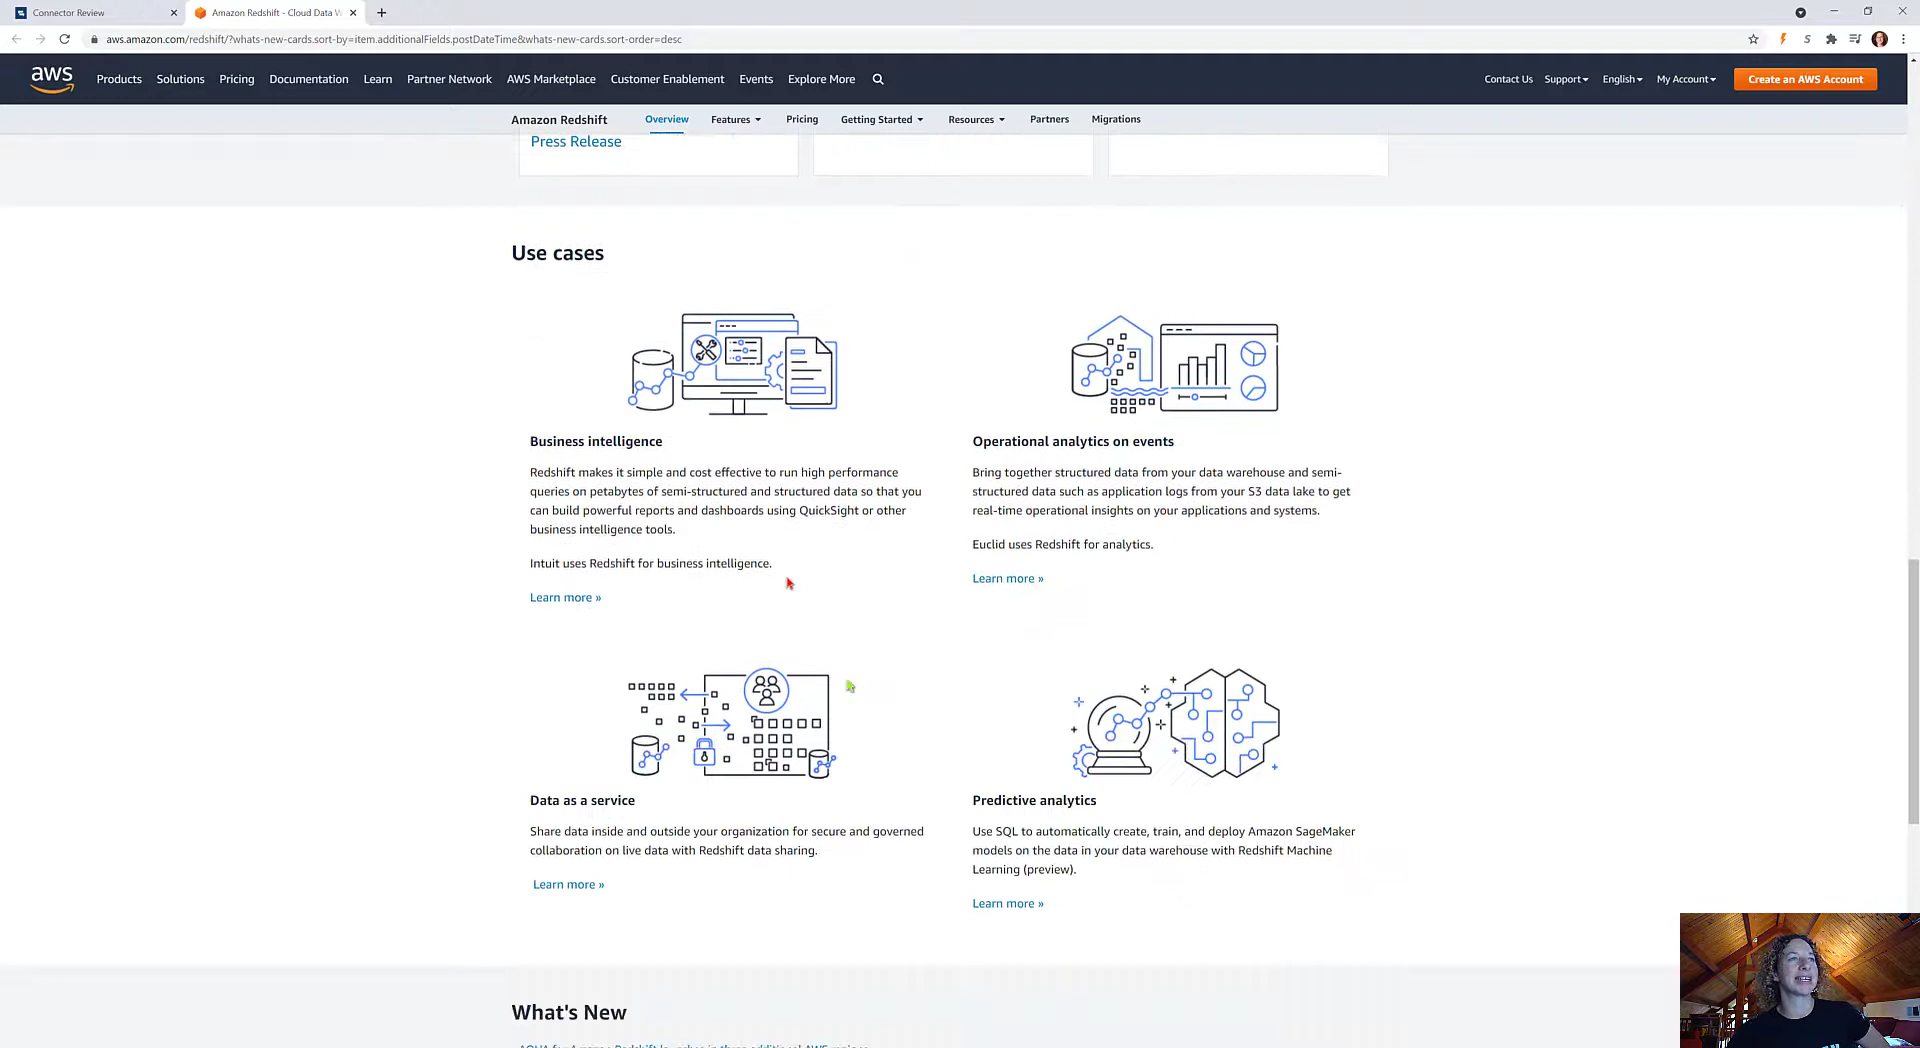 Connector Review
Amazon Redshift - Cloud Data W
aws.amazon.com/redshift/?whats-new-cards.sort-by=item.additionalFields.postDateTime&whats-new-cards.sort-order=desc
aws
Products
Solutions
Pricing
Documentation
Learn
Partner Network
AWS Marketplace
Customer Enablement
Events
Explore More
Contact Us
Support
English
My Account
Create an AWS Account
Amazon Redshift
Overview
Features
Pricing
Getting Started
Resources
Partners
Migrations
Press Release
Use cases
Business intelligence
Redshift makes it simple and cost effective to run high performance
queries on petabytes of semi-structured and structured data so that you
can build powerful reports and dashboards using QuickSight or other
business intelligence tools.
Intuit uses Redshift for business intelligence.
Learn more »
Operational analytics on events
Bring together structured data from your data warehouse and semi-
structured data such as application logs from your S3 data lake to get
real-time operational insights on your applications and systems.
Euclid uses Redshift for analytics.
Learn more »
Data as a service
Share data inside and outside your organization for secure and governed
collaboration on live data with Redshift data sharing.
Learn more »
Predictive analytics
Use SQL to automatically create, train, and deploy Amazon SageMaker
models on the data in your data warehouse with Redshift Machine
Learning (preview).
Learn more »
What's New
AQUA for Amazon Redshift launches in three additional AWS regions